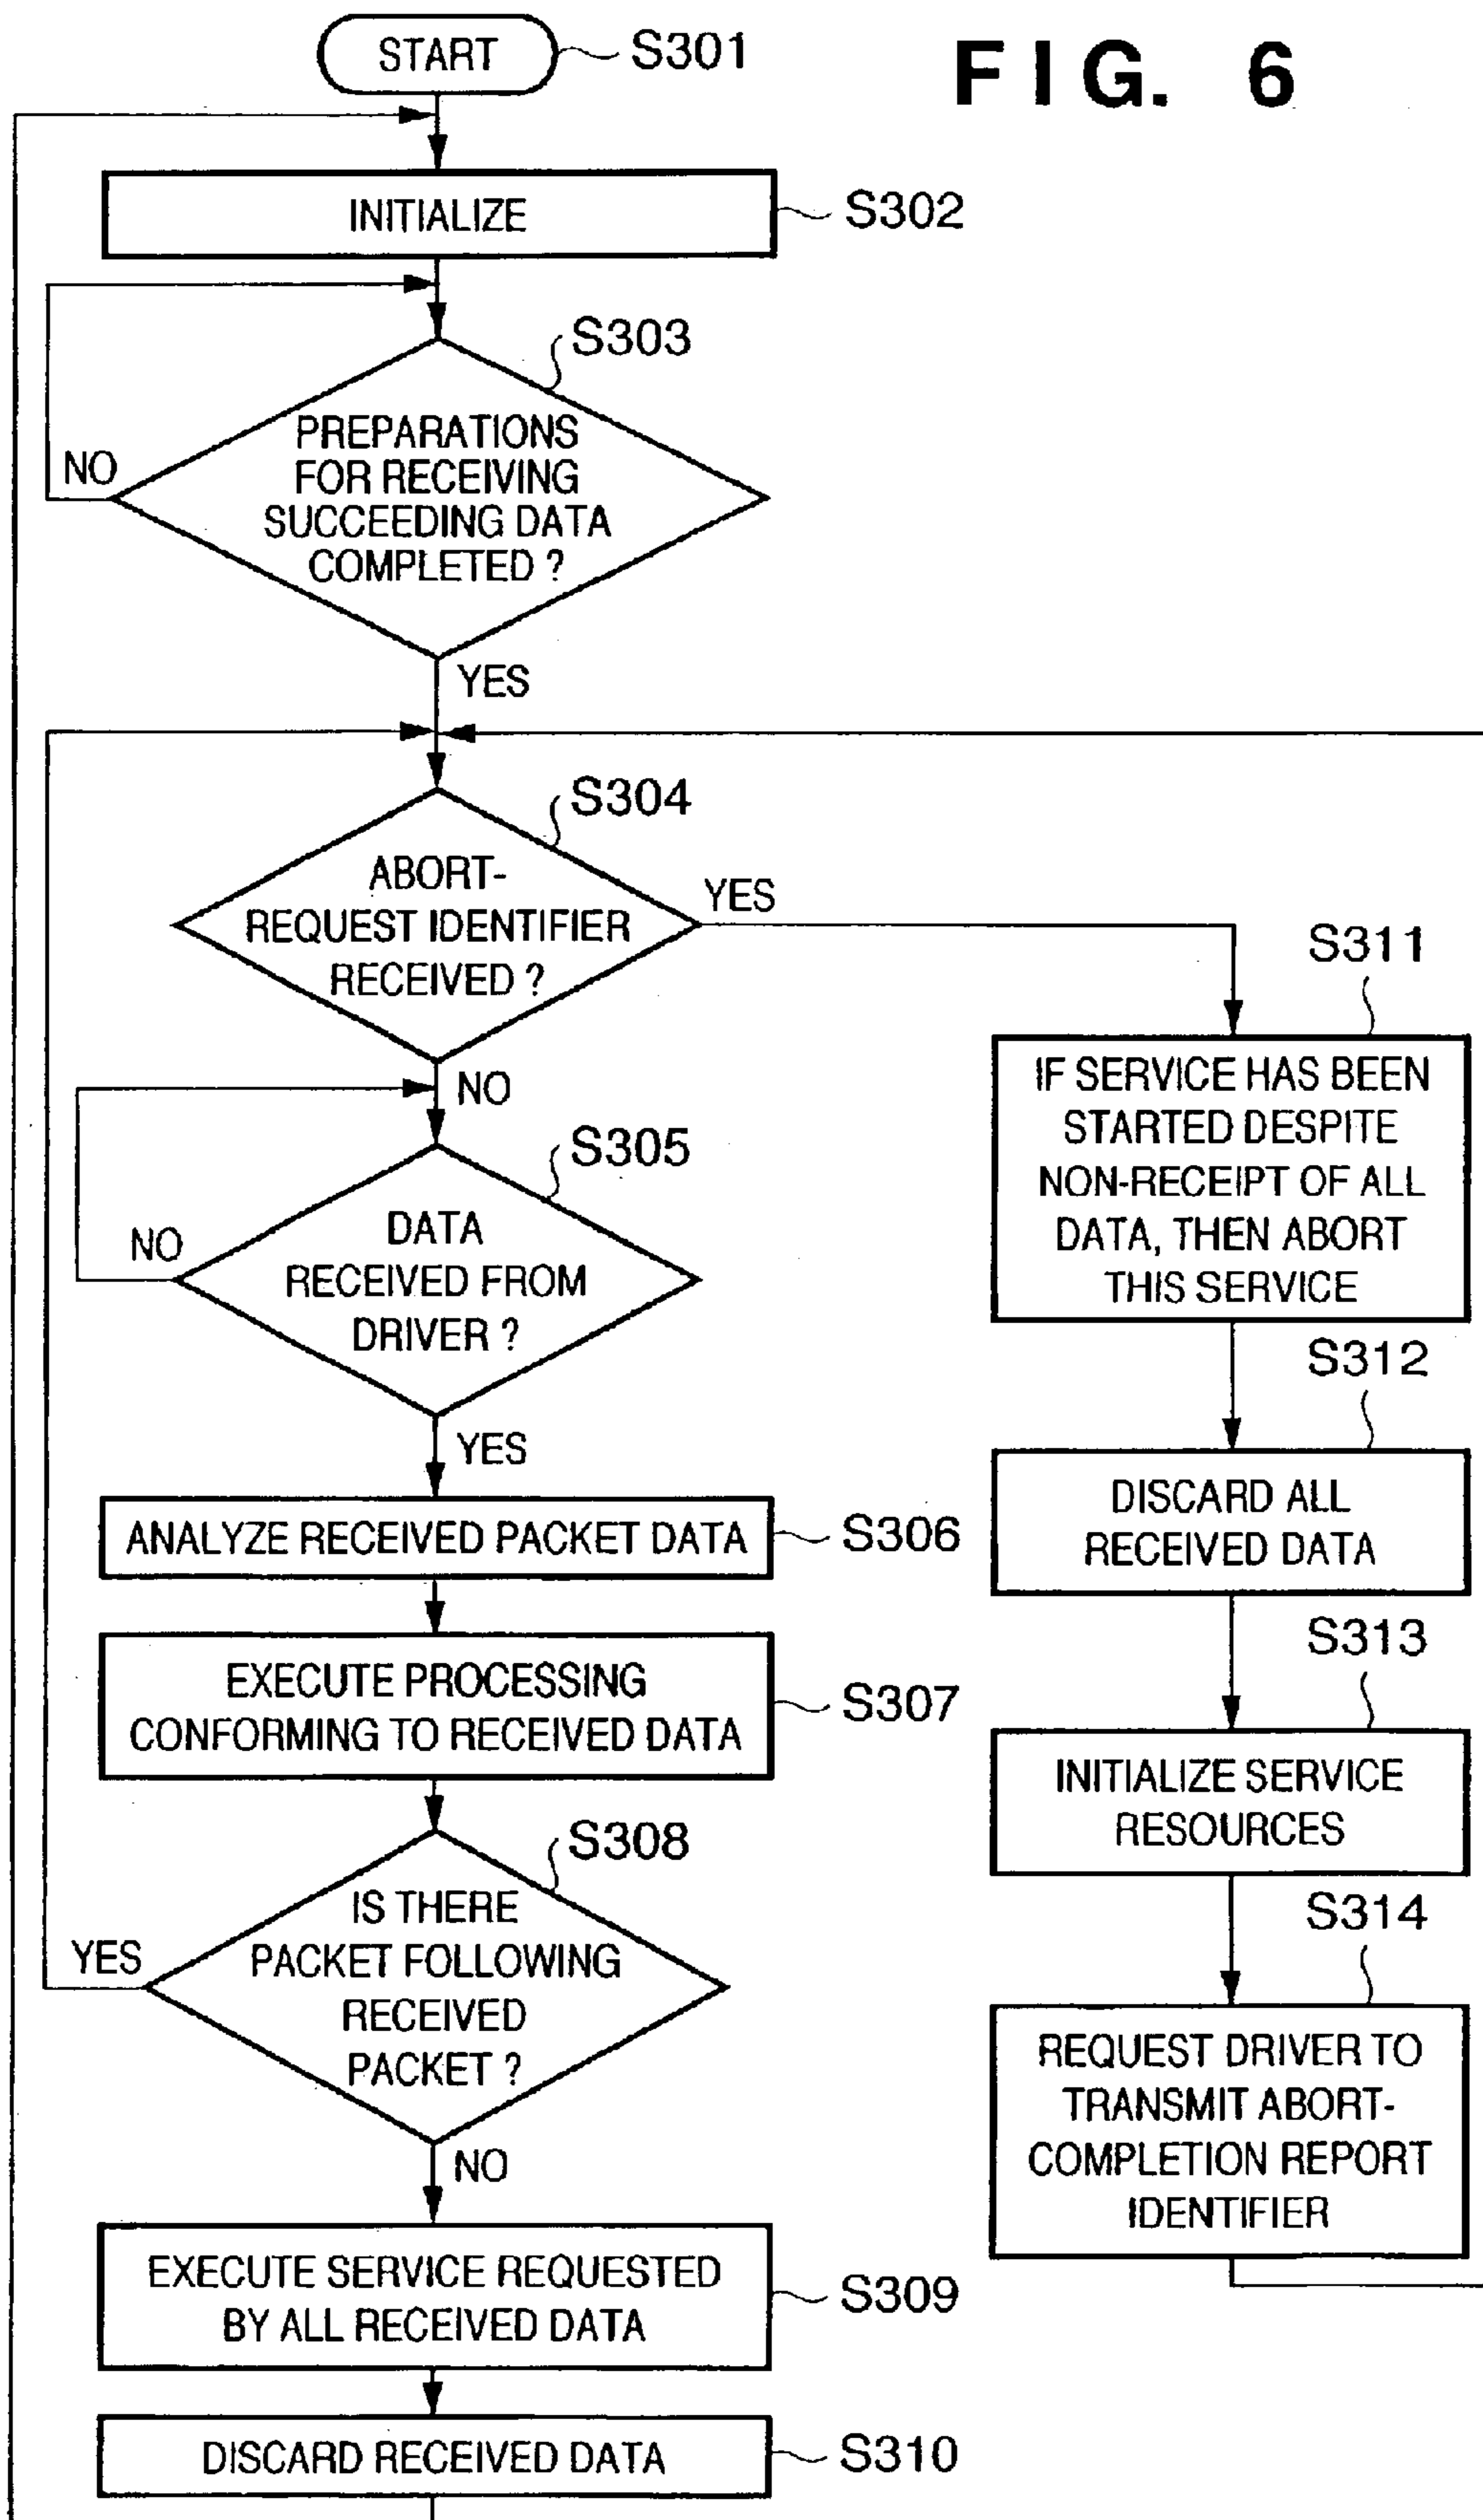 FIG. 6
START
S301
INITIALIZE
S302
S303
PREPARATIONS
FOR RECEIVING
SUCCEEDING DATA
COMPLETED ?
NO
YES
S304
ABORT-
REQUEST IDENTIFIER
RECEIVED ?
YES
NO
S305
DATA
RECEIVED FROM
DRIVER ?
NO
YES
ANALYZE RECEIVED PACKET DATA
S306
EXECUTE PROCESSING
CONFORMING TO RECEIVED DATA
S307
S308
IS THERE
PACKET FOLLOWING
RECEIVED
PACKET ?
YES
NO
EXECUTE SERVICE REQUESTED
BY ALL RECEIVED DATA
S309
DISCARD RECEIVED DATA
S310
S311
IF SERVICE HAS BEEN
STARTED DESPITE
NON-RECEIPT OF ALL
DATA, THEN ABORT
THIS SERVICE
S312
DISCARD ALL
RECEIVED DATA
S313
INITIALIZE SERVICE
RESOURCES
S314
REQUEST DRIVER TO
TRANSMIT ABORT-
COMPLETION REPORT
IDENTIFIER